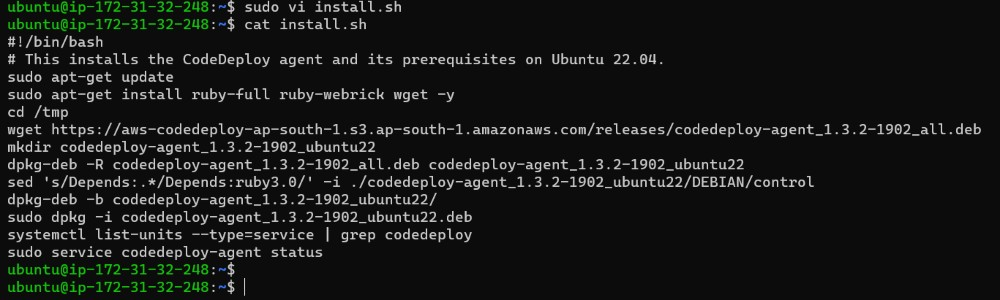 ubuntu@ip-172-31-32-248:~$ sudo vi install.sh
ubuntu@ip-172-31-32-248:~$ cat install.sh
#!/bin/bash
# This installs the CodeDeploy agent and its prerequisites on Ubuntu 22.04.
sudo apt-get update
sudo apt-get install ruby-full ruby-webrick wget -y
cd /tmp
wget https://aws-codedeploy-ap-south-1.s3.ap-south-1.amazonaws.com/releases/codedeploy-agent_1.3.2-1902_all.deb
mkdir codedeploy-agent_1.3.2-1902_ubuntu22
dpkg-deb -R codedeploy-agent_1.3.2-1902_all.deb codedeploy-agent_1.3.2-1902_ubuntu22
sed 's/Depends:.*/Depends:ruby3.0/' -i ./codedeploy-agent_1.3.2-1902_ubuntu22/DEBIAN/control
dpkg-deb -b codedeploy-agent_1.3.2-1902_ubuntu22/
sudo dpkg -i codedeploy-agent_1.3.2-1902_ubuntu22.deb
systemctl list-units --type=service | grep codedeploy
sudo service codedeploy-agent status
ubuntu@ip-172-31-32-248:~$
ubuntu@ip-172-31-32-248:~$